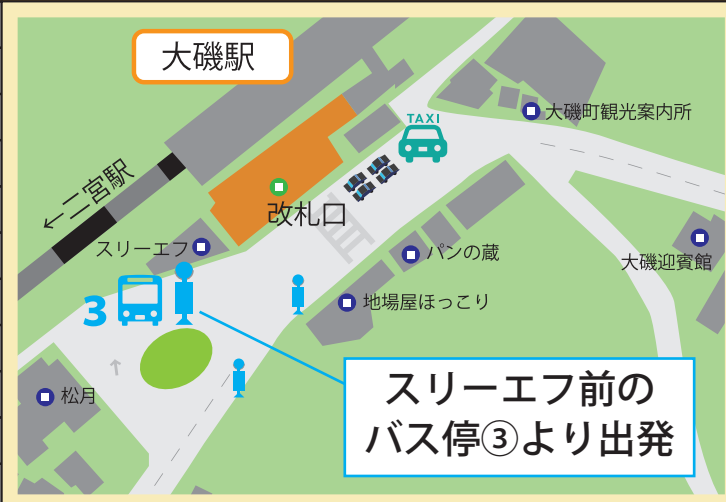 大磯駅
TAXI
大磯町観光案内所
←二宮駅
改札口
スリーエフ
パンの蔵
大磯迎賓館
3
地場屋ほっこり
松月
スリーエフ前の
バス停③より出発